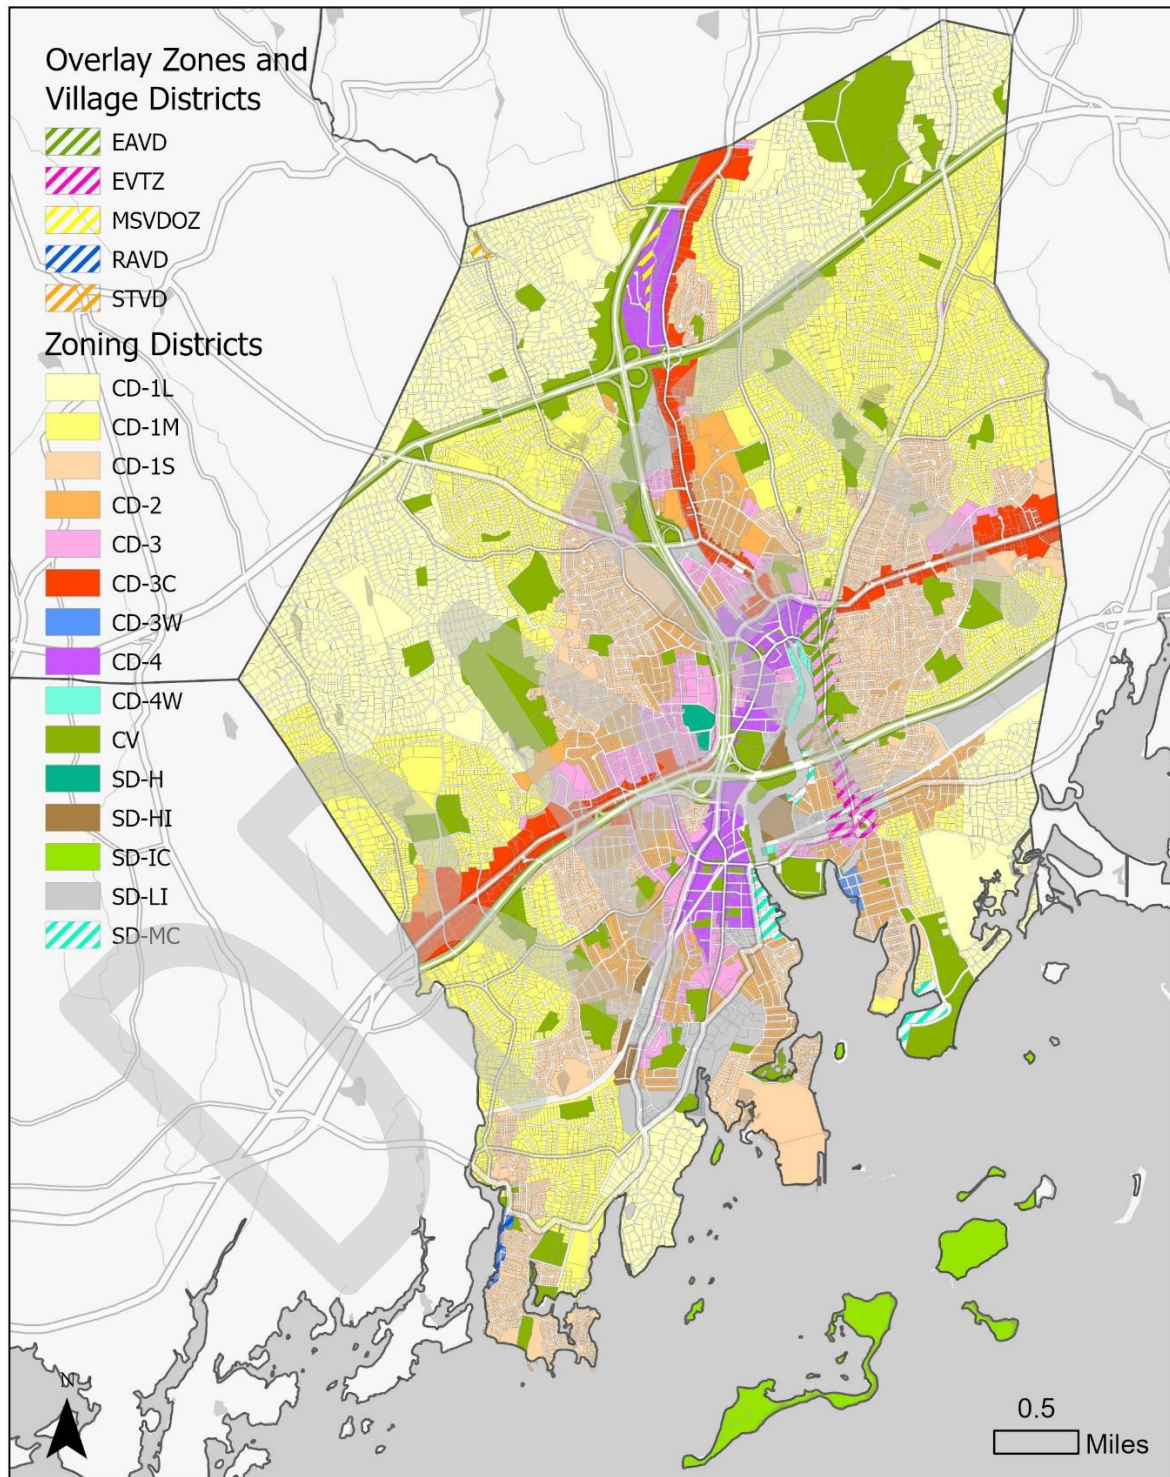 Overlay Zones and
Village Districts
EAVD
EVTZ
MSVDOZ
RAVD
STVD
Zoning Districts
CD-1L
CD-1M
CD-1S
CD-2
CD-3
CD-3C
CD-3W
CD-4
CD-4W
CV
SD-H
SD-HI
SD-IC
SD-LI
SD-MC
N
0.5
Miles